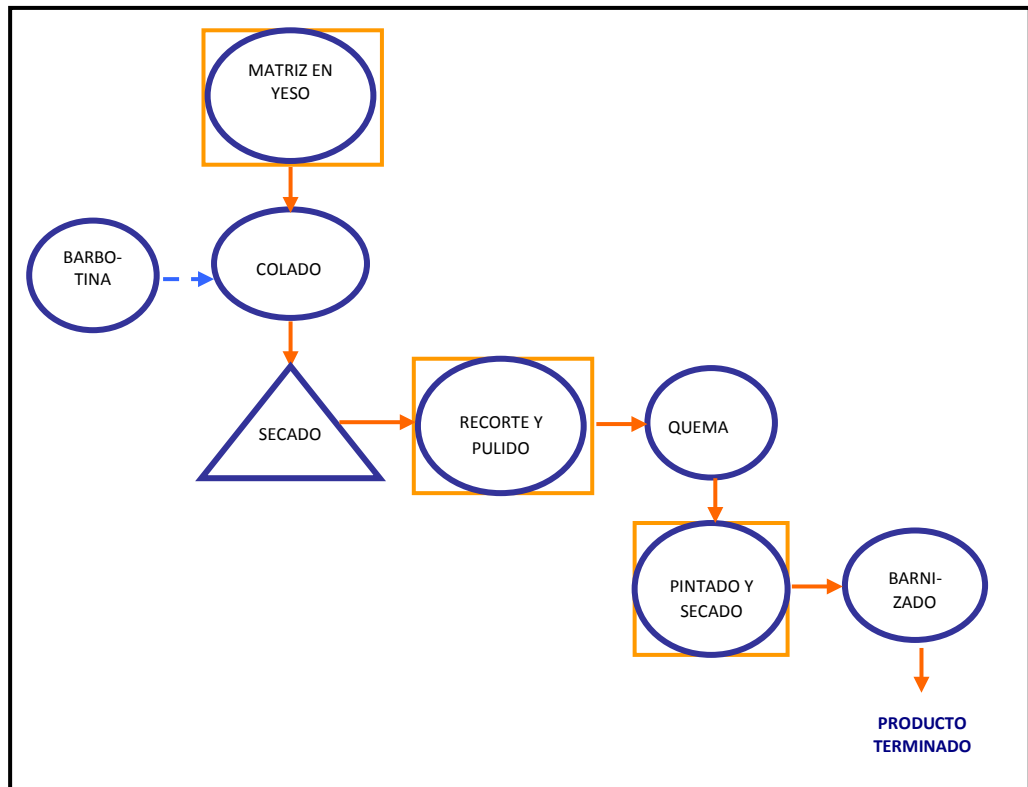 MATRIZ EN
YESO
BARBO-
TINA
COLADO
SECADO
RECORTE Y
PULIDO
QUEMA
PINTADO Y
SECADO
BARNI-
ZADO
PRODUCTO
TERMINADO